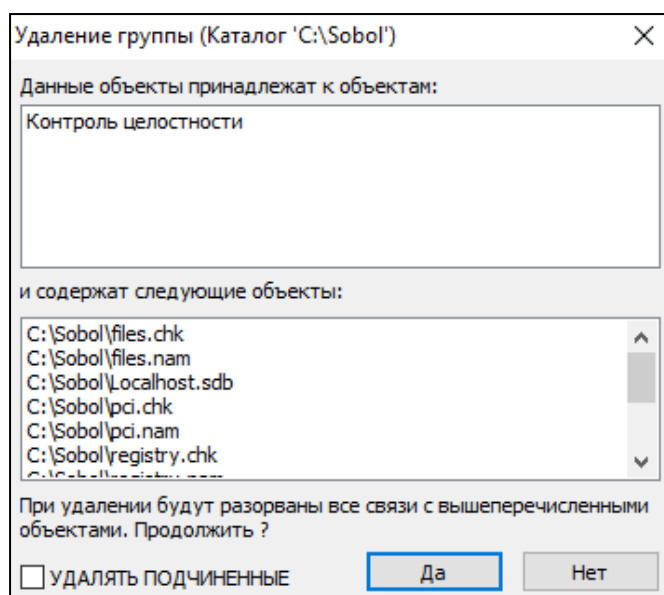 Удаление группы (Каталог 'C:\Sobol')
Данные объекты принадлежат к объектам:
Контроль целостности
и содержат следующие объекты:
C:\Sobol\files.chk
C:\Sobol\files.nam
C:\Sobol\Localhost.sdb
C:\Sobol\pci.chk
C:\Sobol\pci.nam
C:\Sobol\registry.chk
При удалении будут разорваны все связи с вышеперечисленными
объектами. Продолжить ?
УДАЛЯТЬ ПОДЧИНЕННЫЕ
Да
Нет